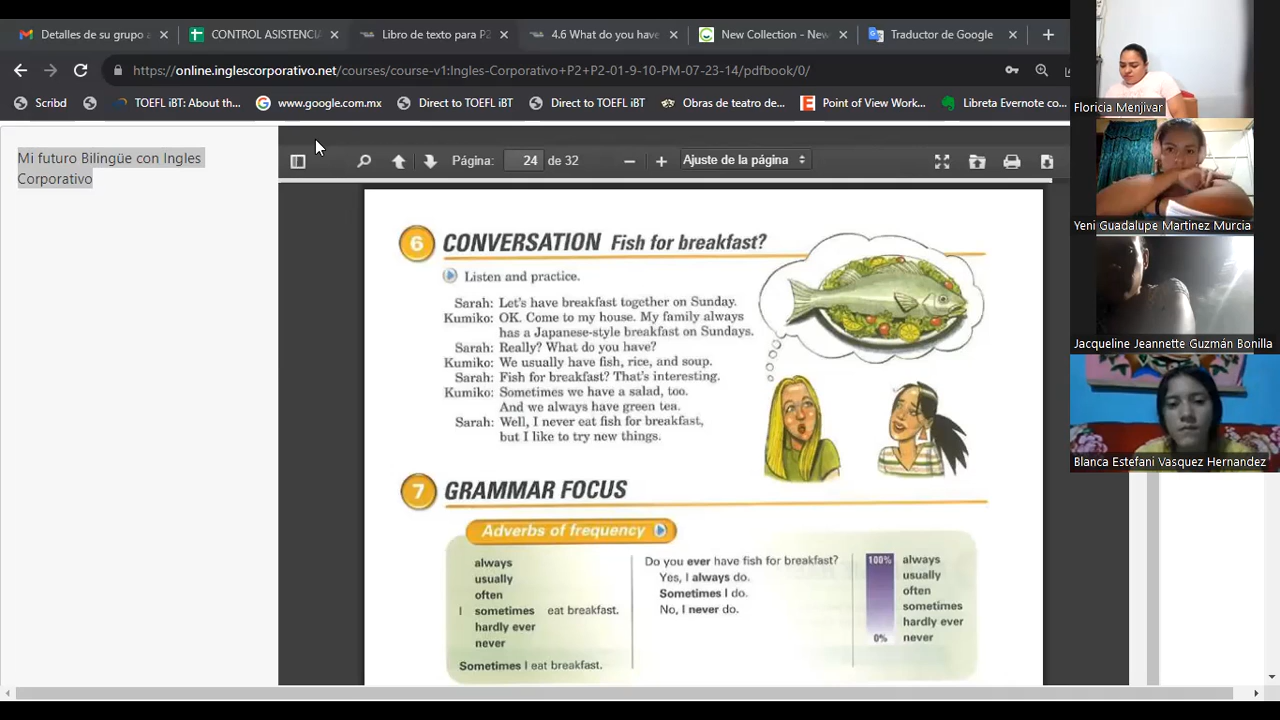 Detalles de su grupo
CONTROL ASISTENCI
Libro de texto para P2
4.6 What do you have
New Collection - New
Traductor de Google
https://online.inglescorporativo.net/courses/course-v1:Ingles-Corporativo+P2+P2-01-9-10-PM-07-23-14/pdfbook/0/
Scribd
TOEFL iBT: About th...
www.google.com.mx
Direct to TOEFL iBT
Direct to TOEFL iBT
Obras de teatro de...
Point of View Work...
Libreta Evernote co...
Mi futuro Bilingüe con Ingles
Corporativo
Página: 24 de 32
Ajuste de la página
6 CONVERSATION Fish for breakfast?
Listen and practice.
Sarah: Let's have breakfast together on Sunday.
Kumiko: OK. Come to my house. My family always
has a Japanese-style breakfast on Sundays.
Sarah: Really? What do you have?
Kumiko: We usually have fish, rice, and soup.
Sarah: Fish for breakfast? That's interesting.
Kumiko: Sometimes we have a salad, too.
And we always have green tea.
Sarah: Well, I never eat fish for breakfast,
but I like to try new things.
7 GRAMMAR FOCUS
Adverbs of frequency
always
usually
often
I sometimes eat breakfast.
hardly ever
never
Sometimes I eat breakfast.
Do you ever have fish for breakfast?
Yes, I always do.
Sometimes I do.
No, I never do.
100% always
usually
often
sometimes
hardly ever
0% never
Floricia Menjivar
Yeni Guadalupe Martinez Murcia
Jacqueline Jeannette Guzmán Bonilla
Blanca Estefani Vasquez Hernandez